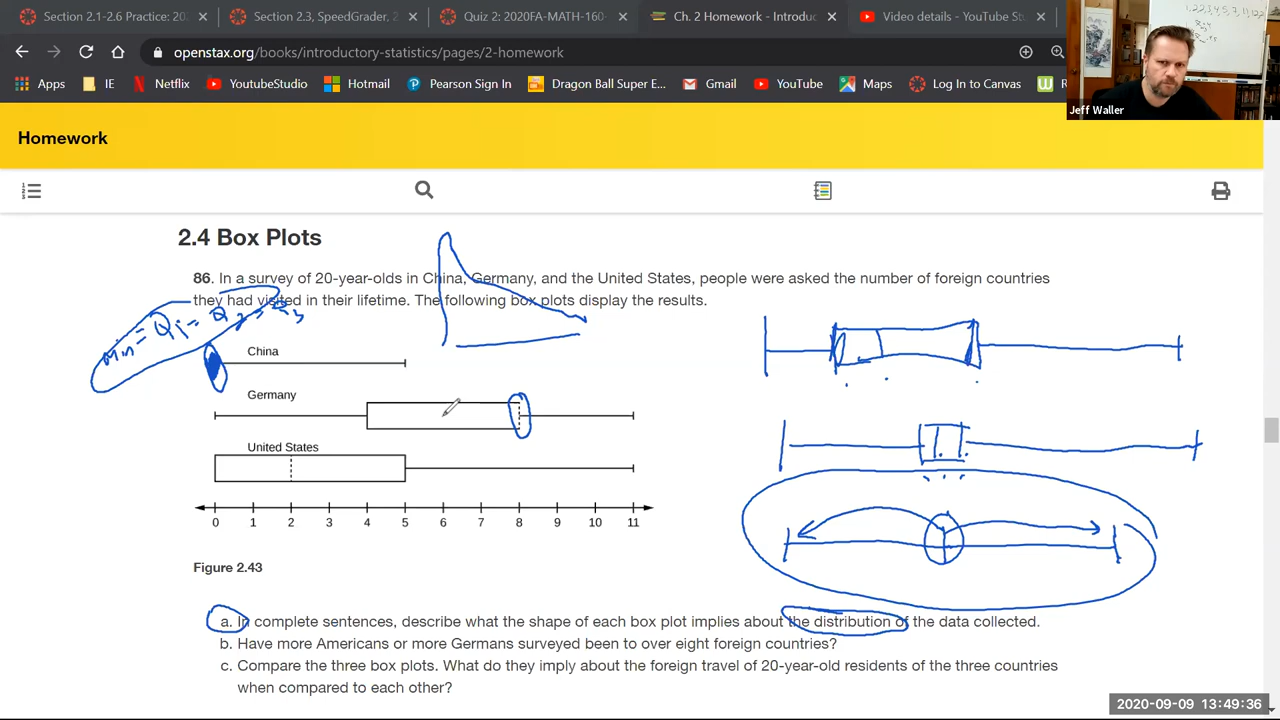 Section 2.1-2.6 Practice: 202
Section 2.3, SpeedGrader, 2
Quiz 2: 2020FA-MATH-160-
Ch. 2 Homework - Introduc
Video details - YouTube St
openstax.org/books/introductory-statistics/pages/2-homework
Apps
IE
Netflix
YoutubeStudio
Honal
Pearson
Dragon Ball Super E...
Gmail
YouTube
Log In to Canvas
R
Jeff Waller
Homework
2.4 Box Plots
86. In a survey of 20-year-olds in China, Germany, and the United States, people were asked the number of foreign countries
they had visited in their lifetime. The following box plots display the results.
Min = Q1 = Q2 = Q3
China
Germany
United States
0 1 2 3 4 5 6 7 8 9 10 11
Figure 2.43
a. In complete sentences, describe what the shape of each box plot implies about the distribution of the data collected.
b. Have more Americans or more Germans surveyed been to over eight foreign countries?
c. Compare the three box plots. What do they imply about the foreign travel of 20-year-old residents of the three countries
when compared to each other?
2020-09-09 13:49:36